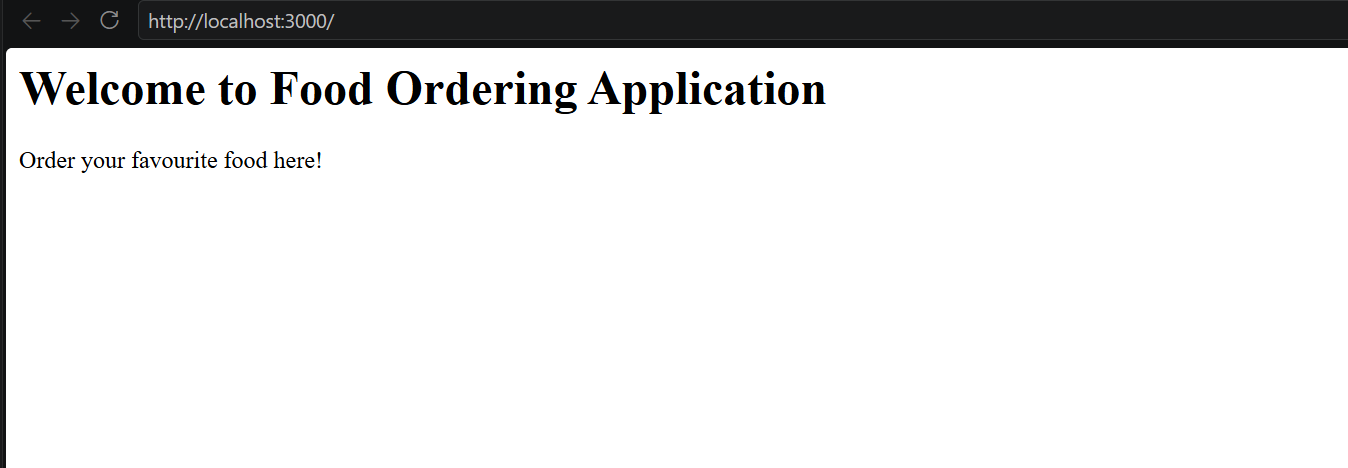 http://localhost:3000/
Welcome to Food Ordering Application
Order your favourite food here!